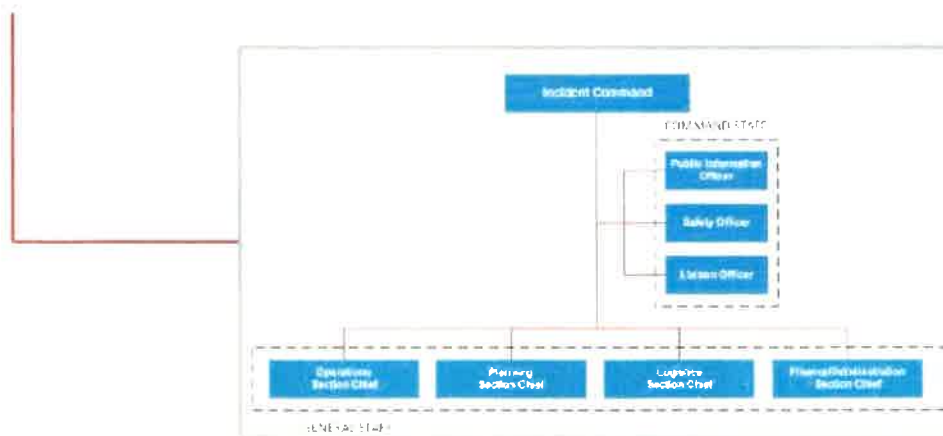 Incident Command
COMMAND STAFF
Public Information
Officer
Safety Officer
Liaison Officer
Operations
Section Chief
Planning
Section Chief
Logistics
Section Chief
Finance/Administration
Section Chief
GENERAL STAFF